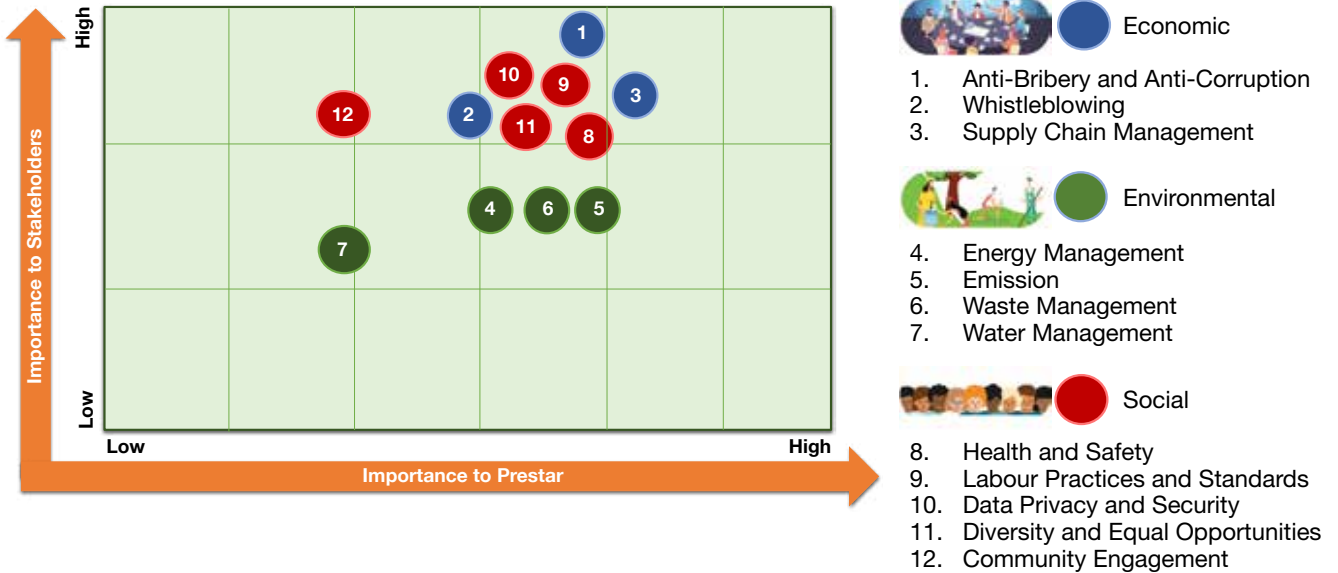 High
Importance to Stakeholders
Low
1
10
9
3
12
2
11
8
4
6
5
7
Low
High
Importance to Prestar
Economic
1. Anti-Bribery and Anti-Corruption
2. Whistleblowing
3. Supply Chain Management
Environmental
4. Energy Management
5. Emission
6. Waste Management
7. Water Management
Social
8. Health and Safety
9. Labour Practices and Standards
10. Data Privacy and Security
11. Diversity and Equal Opportunities
12. Community Engagement